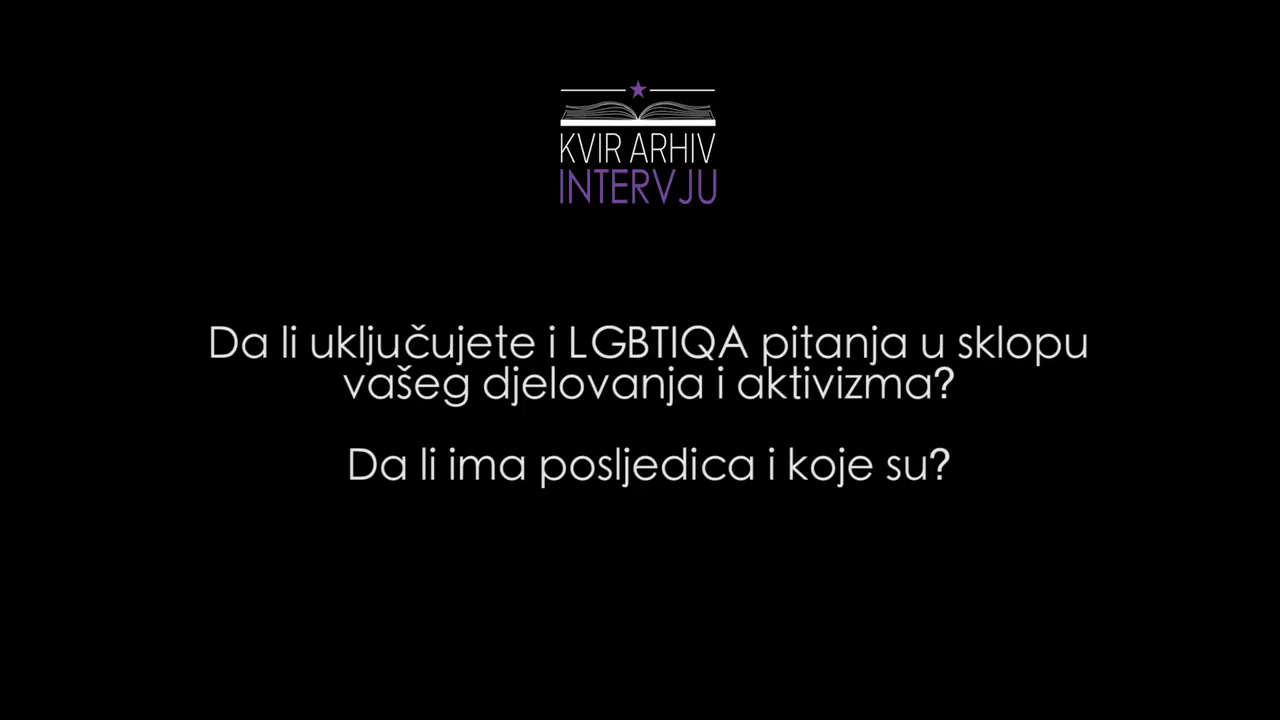 KVIR ARHIV
INTERVJU
Da li uključujete i LGBTIQA pitanja u sklopu
vašeg djelovanja i aktivizma?
Da li ima posljedica i koje su?